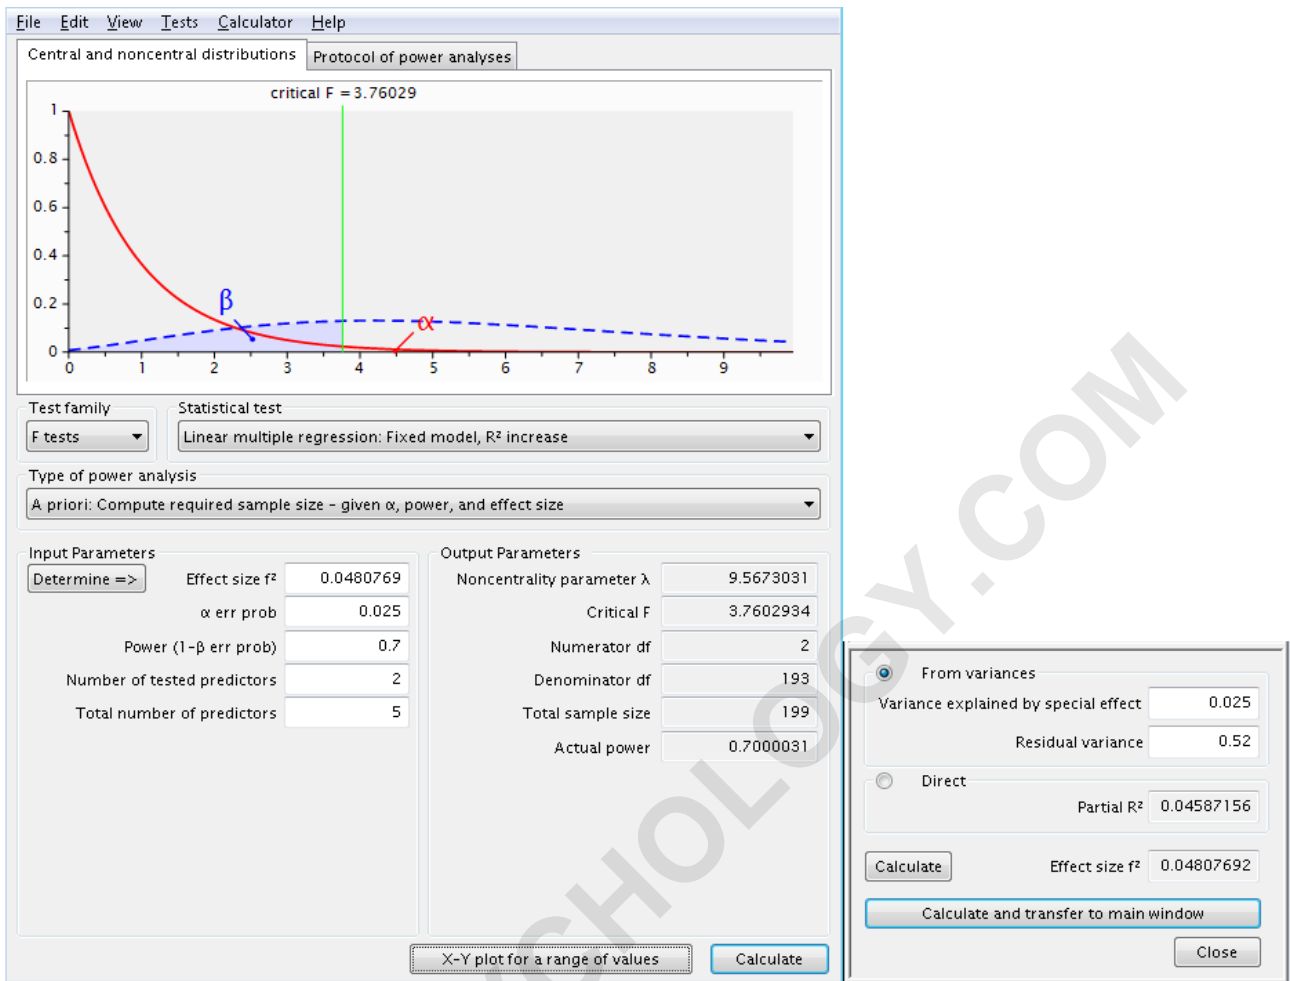 File Edit View Tests Calculator Help
Central and noncentral distributions Protocol of power analyses
critical F = 3.76029
1
0.8
0.6
0.4
0.2
0
β
α
0 1 2 3 4 5 6 7 8 9
Test family Statistical test
F tests Linear multiple regression: Fixed model, R² increase
Type of power analysis
A priori: Compute required sample size – given α, power, and effect size
Input Parameters
Determine => Effect size f² 0.0480769
α err prob 0.025
Power (1-β err prob) 0.7
Number of tested predictors 2
Total number of predictors 5
Output Parameters
Noncentrality parameter λ 9.5673031
Critical F 3.7602934
Numerator df 2
Denominator df 193
Total sample size 199
Actual power 0.7000031
X-Y plot for a range of values Calculate
From variances
Variance explained by special effect 0.025
Residual variance 0.52
Direct
Partial R² 0.04587156
Calculate Effect size f² 0.04807692
Calculate and transfer to main window
Close
YCHOLOGY.COM